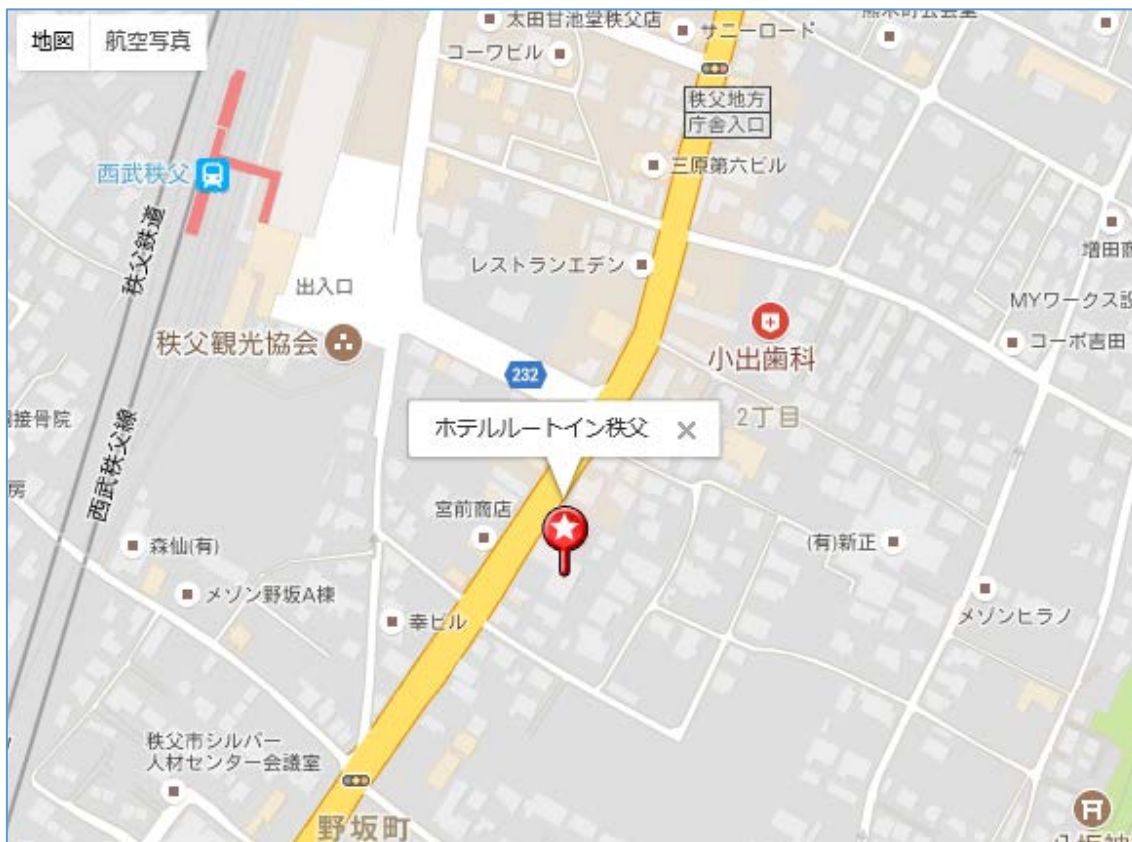 地図
航空写真
太田甘池堂秩父店
サニーロード
コーワビル
秩父地方
庁舎入口
三原第六ビル
西武秩父
秩父鉄道
レストランエデン
出入口
MYワークス設
小出歯科
コーポ吉田
秩父観光協会
232
2丁目
接骨院
ホテルルートイン秩父
西武秩父線
房
宮前商店
森仙(有)
(有)新正
メゾン野坂A棟
幸ビル
メゾンヒラノ
秩父市シルバー
人材センター会議室
野坂町